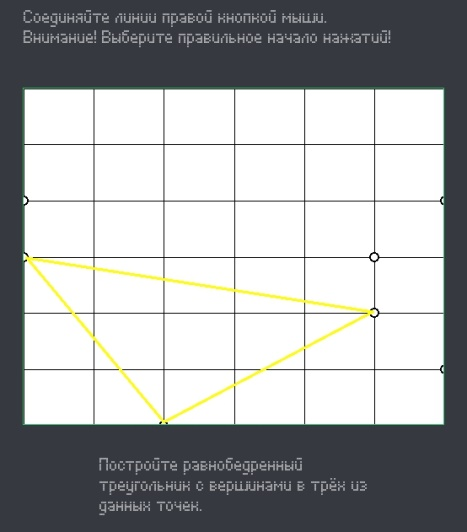 Соединяйте линии правой кнопкой мыши.
Внимание! Выберите правильное начало нажатий!
Постройте равнобедренный
треугольник с вершинами в трёх из
данных точек.